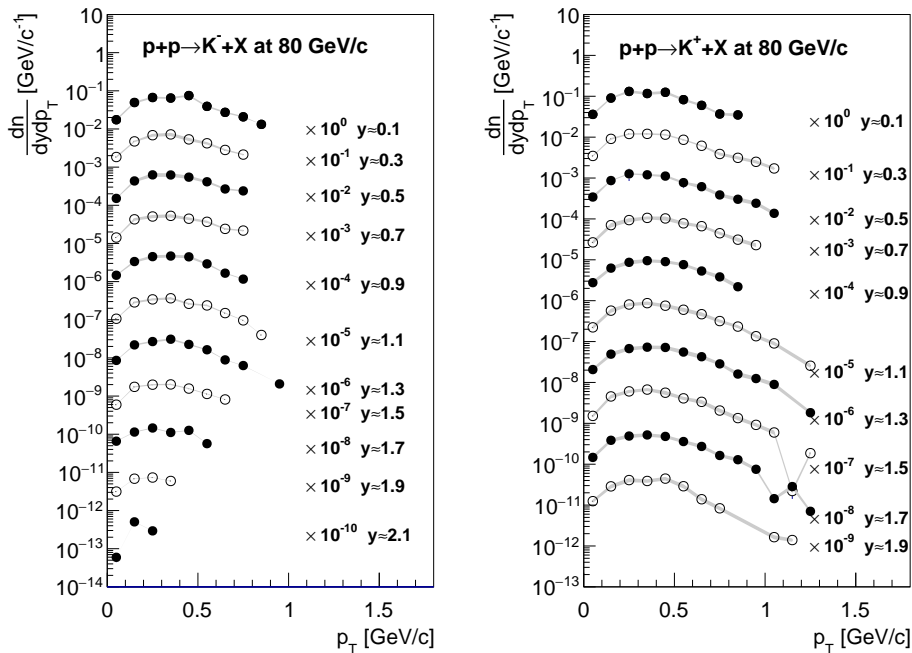 p+p→K⁻+X at 80 GeV/c
dn/dydp_T [GeV/c⁻¹]
10
1
10⁻¹
10⁻²
10⁻³
10⁻⁴
10⁻⁵
10⁻⁶
10⁻⁷
10⁻⁸
10⁻⁹
10⁻¹⁰
10⁻¹¹
10⁻¹²
10⁻¹³
10⁻¹⁴
× 10⁰ y≈0.1
× 10⁻¹ y≈0.3
× 10⁻² y≈0.5
× 10⁻³ y≈0.7
× 10⁻⁴ y≈0.9
× 10⁻⁵ y≈1.1
× 10⁻⁶ y≈1.3
× 10⁻⁷ y≈1.5
× 10⁻⁸ y≈1.7
× 10⁻⁹ y≈1.9
× 10⁻¹⁰ y≈2.1
0 0.5 1 1.5
p_T [GeV/c]
p+p→K⁺+X at 80 GeV/c
dn/dydp_T [GeV/c⁻¹]
10
1
10⁻¹
10⁻²
10⁻³
10⁻⁴
10⁻⁵
10⁻⁶
10⁻⁷
10⁻⁸
10⁻⁹
10⁻¹⁰
10⁻¹¹
10⁻¹²
10⁻¹³
× 10⁰ y≈0.1
× 10⁻¹ y≈0.3
× 10⁻² y≈0.5
× 10⁻³ y≈0.7
× 10⁻⁴ y≈0.9
× 10⁻⁵ y≈1.1
× 10⁻⁶ y≈1.3
× 10⁻⁷ y≈1.5
× 10⁻⁸ y≈1.7
× 10⁻⁹ y≈1.9
0 0.5 1 1.5
p_T [GeV/c]